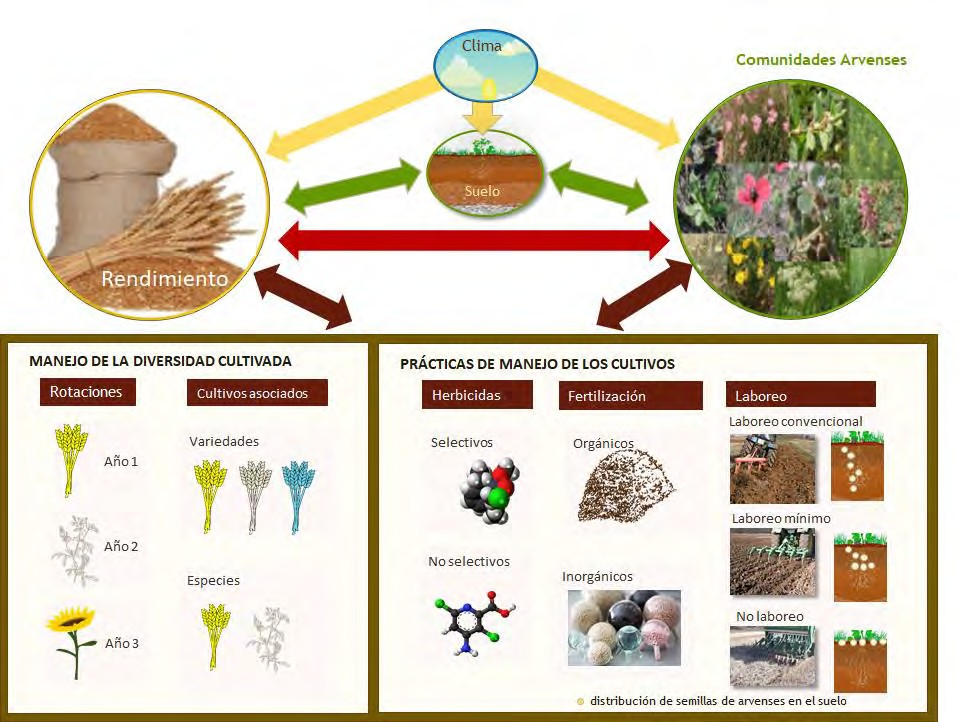 Clima
Comunidades Arvenses
Suelo
Rendimiento
MANEJO DE LA DIVERSIDAD CULTIVADA
Rotaciones
Cultivos asociados
Año 1
Año 2
Año 3
Variedades
Especies
PRÁCTICAS DE MANEJO DE LOS CULTIVOS
Herbicidas
Fertilización
Laboreo
Selectivos
No selectivos
Orgánicos
Inorgánicos
Laboreo convencional
Laboreo mínimo
No laboreo
distribución de semillas de arvenses en el suelo